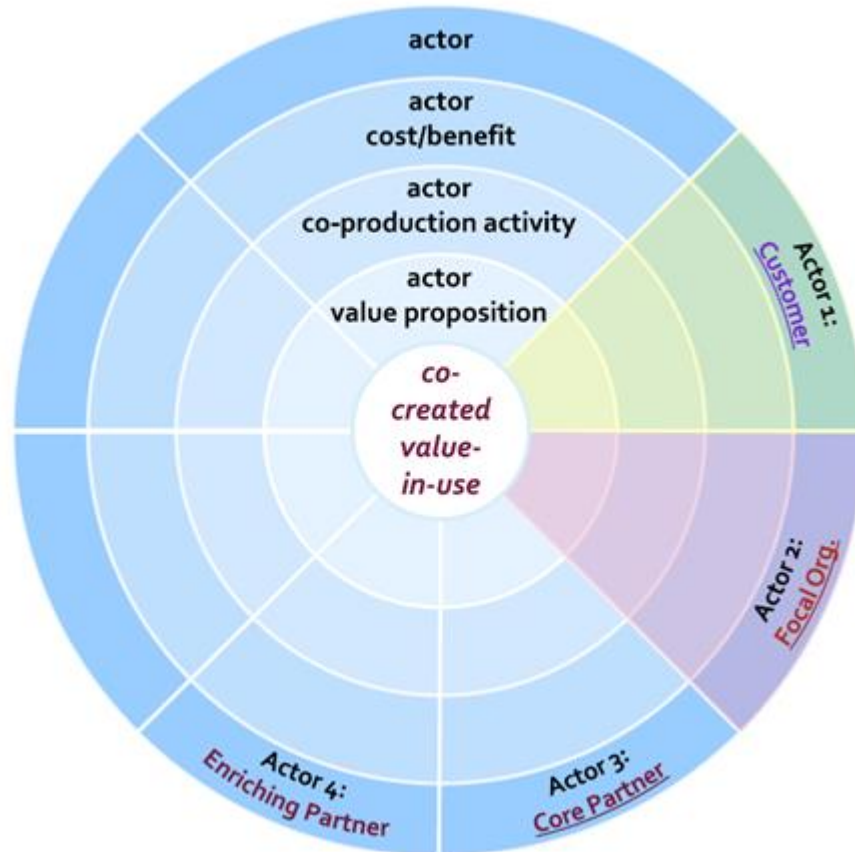 actor
actor
cost/benefit
actor
co-production activity
actor
value proposition
co-
created
value-
in-use
Actor 1:
Customer
Actor 2:
Focal Org.
Actor 3:
Core Partner
Actor 4:
Enriching Partner